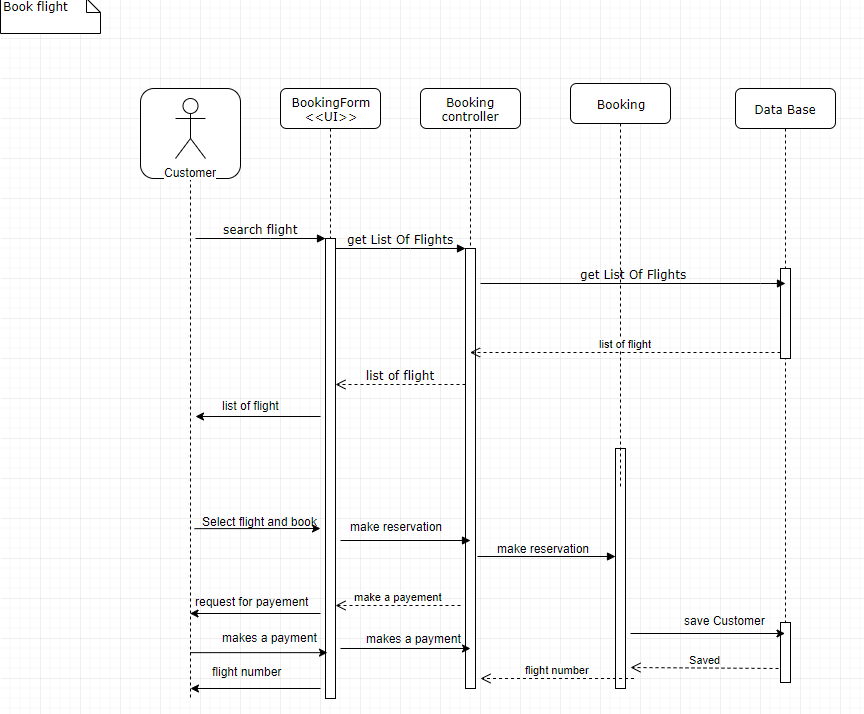 Book flight
BookingForm
<<UI>>
Booking
controller
Booking
Data Base
Customer
search flight
get List Of Flights
get List Of Flights
list of flight
list of flight
list of flight
Select flight and book
make reservation
make reservation
make a payement
request for payement
save Customer
makes a payment
makes a payment
Saved
flight number
flight number